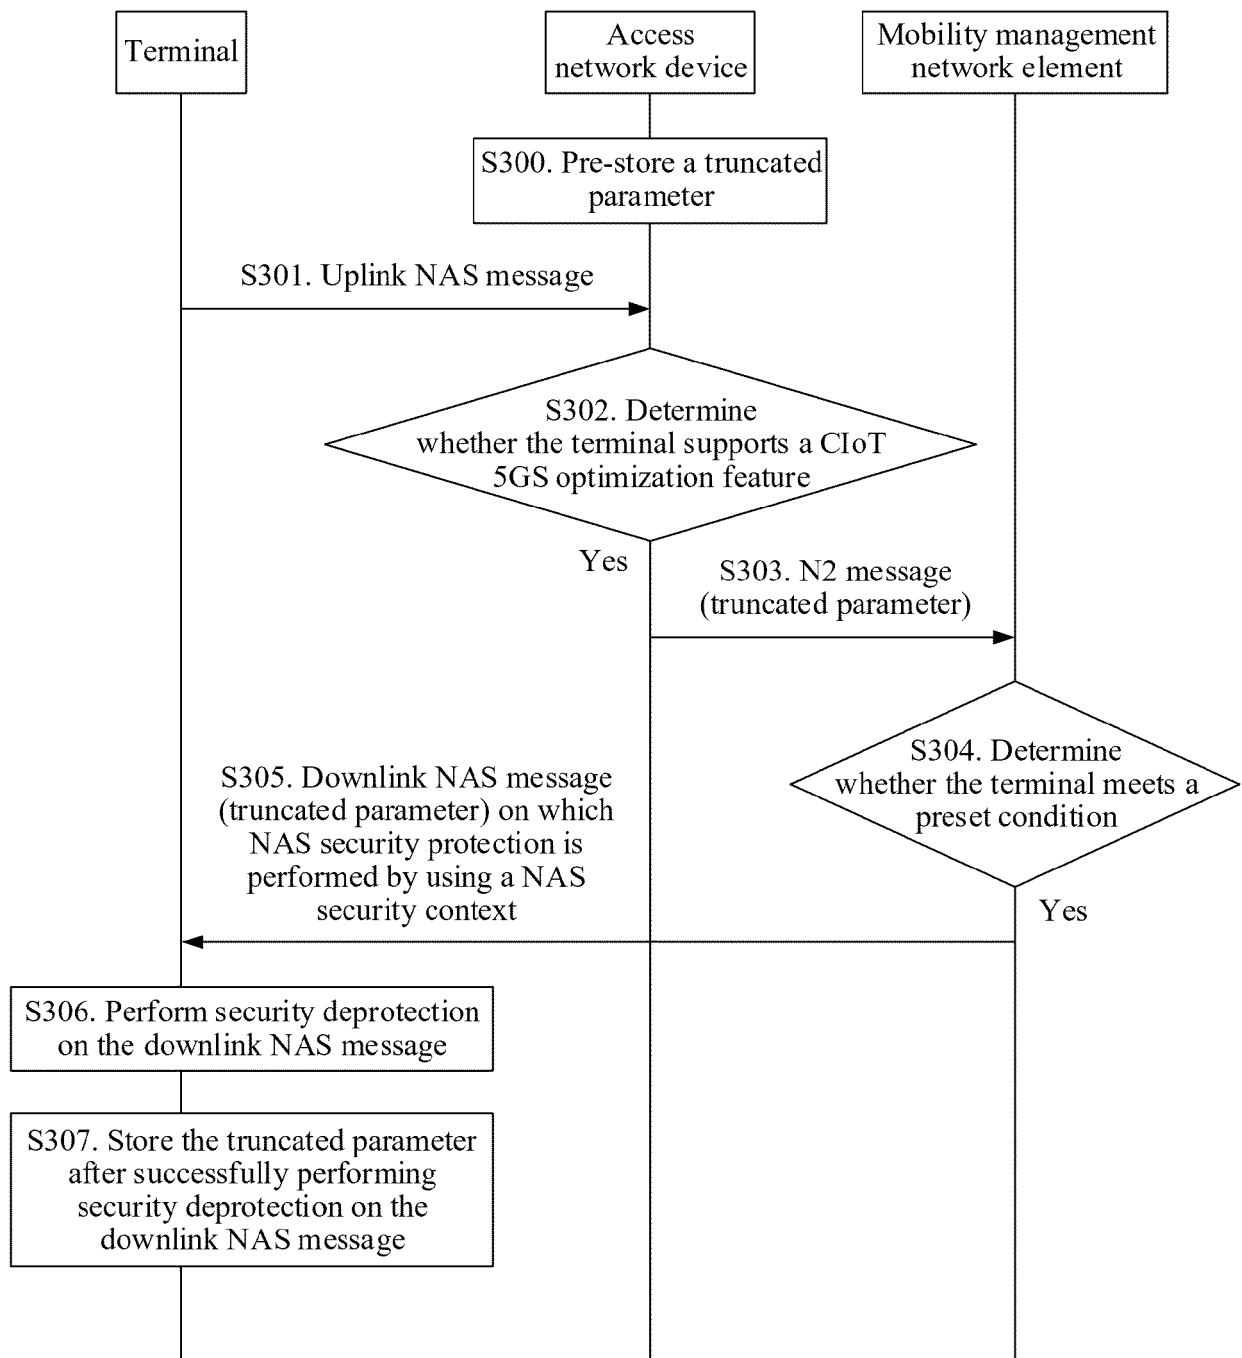 Terminal
Access
network device
Mobility management
network element
S300. Pre-store a truncated
parameter
S301. Uplink NAS message
S302. Determine
whether the terminal supports a CIoT
5GS optimization feature
Yes
S303. N2 message
(truncated parameter)
S304. Determine
whether the terminal meets a
preset condition
Yes
S305. Downlink NAS message
(truncated parameter) on which
NAS security protection is
performed by using a NAS
security context
S306. Perform security deprotection
on the downlink NAS message
S307. Store the truncated parameter
after successfully performing
security deprotection on the
downlink NAS message